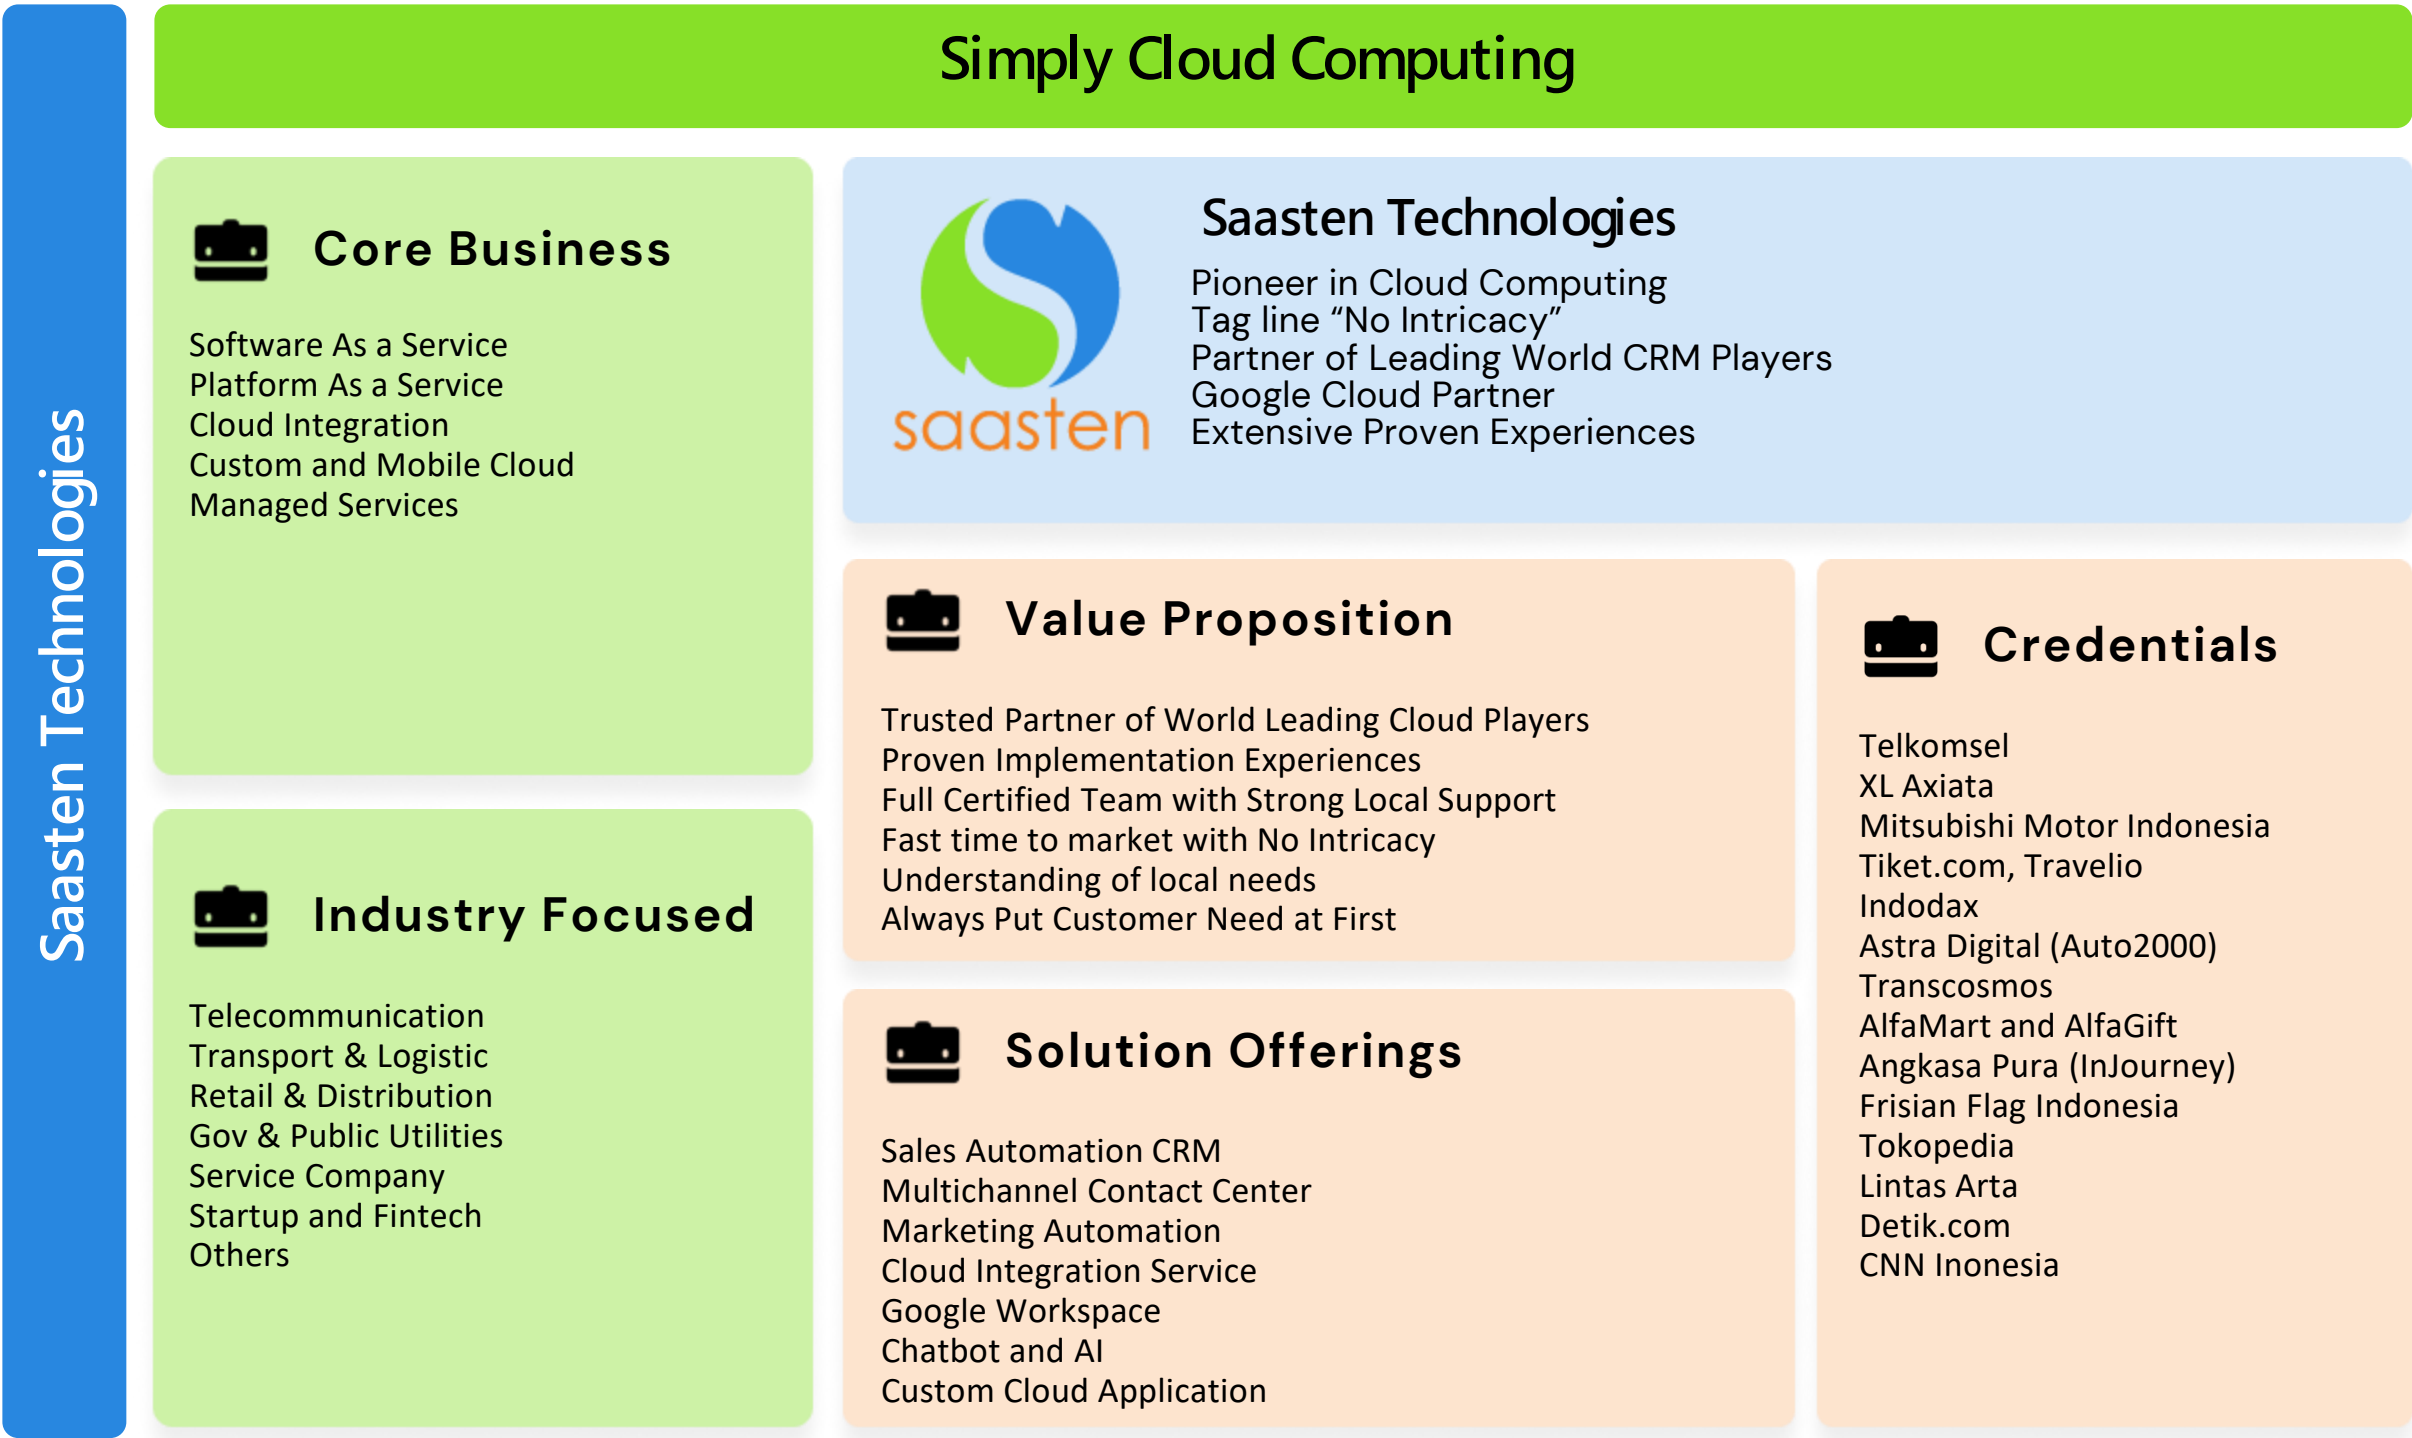 Saasten Technologies
Simply Cloud Computing
Core Business
Software As a Service
Platform As a Service
Cloud Integration
Custom and Mobile Cloud
Managed Services
saasten
Saasten Technologies
Pioneer in Cloud Computing
Tag line “No Intricacy”
Partner of Leading World CRM Players
Google Cloud Partner
Extensive Proven Experiences
Industry Focused
Telecommunication
Transport & Logistic
Retail & Distribution
Gov & Public Utilities
Service Company
Startup and Fintech
Others
Value Proposition
Trusted Partner of World Leading Cloud Players
Proven Implementation Experiences
Full Certified Team with Strong Local Support
Fast time to market with No Intricacy
Understanding of local needs
Always Put Customer Need at First
Solution Offerings
Sales Automation CRM
Multichannel Contact Center
Marketing Automation
Cloud Integration Service
Google Workspace
Chatbot and AI
Custom Cloud Application
Credentials
Telkomsel
XL Axiata
Mitsubishi Motor Indonesia
Tiket.com, Travelio
Indodax
Astra Digital (Auto2000)
Transcosmos
AlfaMart and AlfaGift
Angkasa Pura (InJourney)
Frisian Flag Indonesia
Tokopedia
Lintas Arta
Detik.com
CNN Inonesia